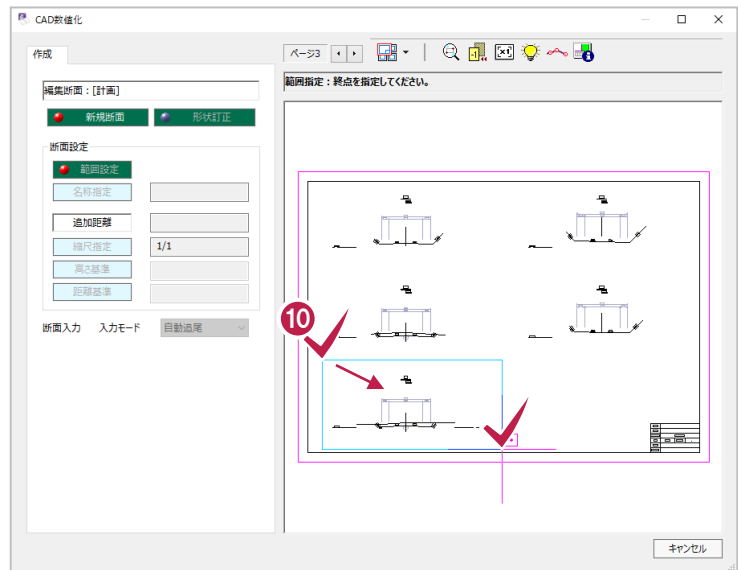 CAD数値化
作成
編集断面：[計画]
新規断面
形状訂正
断面設定
範囲設定
名称指定
追加距離
縮尺指定
1/1
高さ基準
距離基準
断面入力
入力モード
自動追尾
ページ3
範囲指定：終点を指定してください。
10
キャンセル